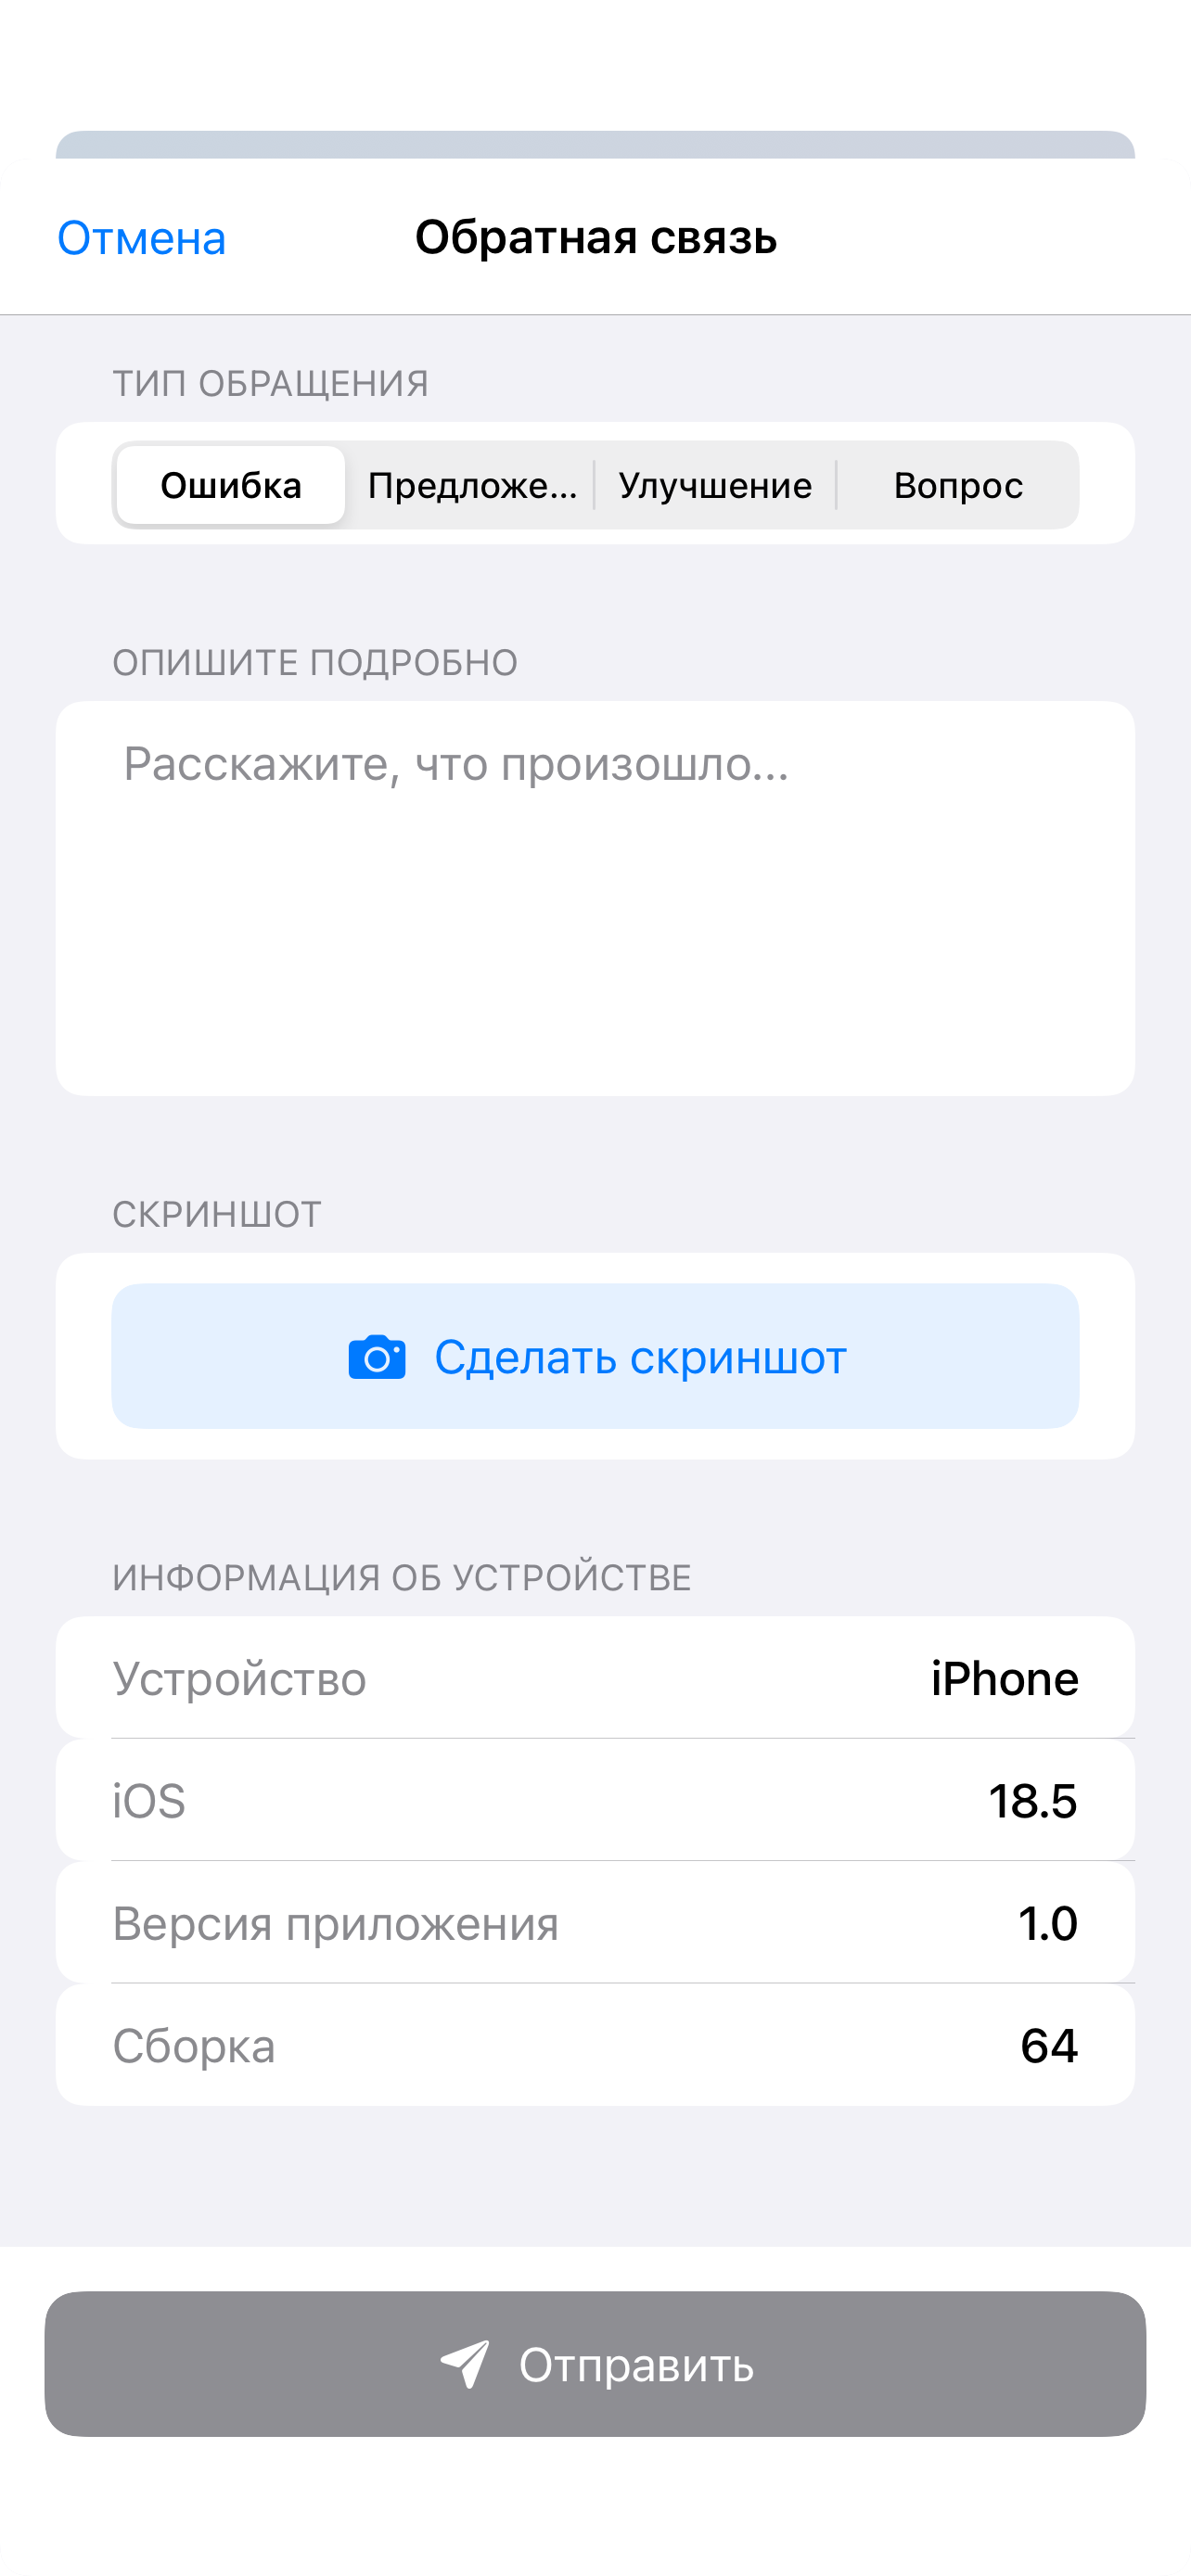 Отмена
Обратная связь
ТИП ОБРАЩЕНИЯ
Ошибка
Предложе...
Улучшение
Вопрос
ОПИШИТЕ ПОДРОБНО
Расскажите, что произошло...
СКРИНШОТ
Сделать скриншот
ИНФОРМАЦИЯ ОБ УСТРОЙСТВЕ
Устройство
iPhone
iOS
18.5
Версия приложения
1.0
Сборка
64
Отправить